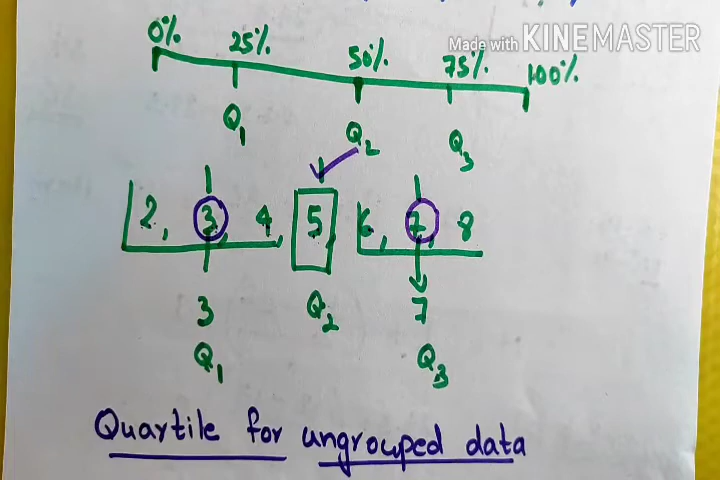 Made with KINEMASTER
0% 25% 50% 75% 100%
Q1 Q2 Q3
2, 3, 4, 5 6, 7, 8
3 Q2 7
Q1 Q3
Quartile for ungrouped data